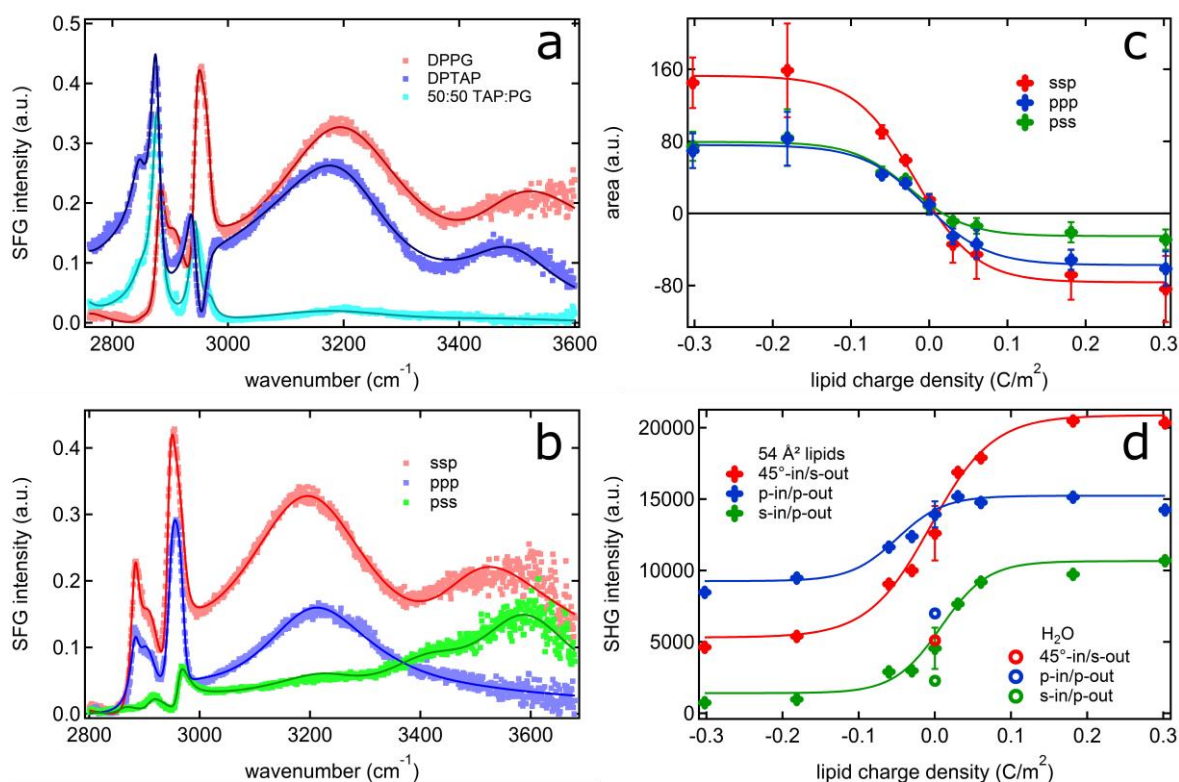 a
0.5
0.4
0.3
0.2
0.1
0.0
SFG intensity (a.u.)
DPPG
DPTAP
50:50 TAP:PG
2800
3000
3200
3400
3600
wavenumber (cm⁻¹)
c
160
80
0
-80
area (a.u.)
ssp
ppp
pss
-0.3
-0.2
-0.1
0.0
0.1
0.2
0.3
lipid charge density (C/m²)
b
0.4
0.3
0.2
0.1
0.0
SFG intensity (a.u.)
ssp
ppp
pss
2800
3000
3200
3400
3600
wavenumber (cm⁻¹)
d
20000
15000
10000
5000
0
SHG intensity (a.u.)
54 Å² lipids
45°-in/s-out
p-in/p-out
s-in/p-out
H₂O
45°-in/s-out
p-in/p-out
s-in/p-out
-0.3
-0.2
-0.1
0.0
0.1
0.2
0.3
lipid charge density (C/m²)